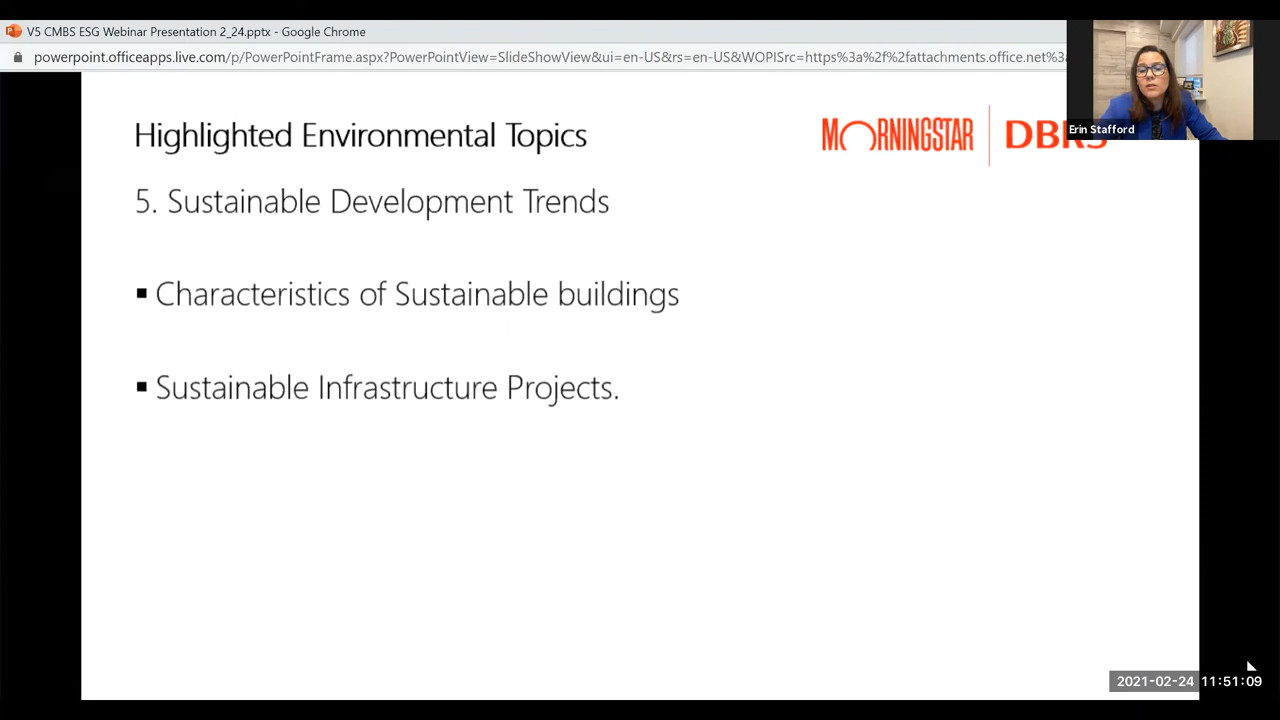 V5 CMBS ESG Webinar Presentation 2_24.pptx - Google Chrome
powerpoint.officeapps.live.com/p/PowerPointFrame.aspx?PowerPointView=SlideShowView&ui=en-US&rs=en-US&WOPISrc=https%3a%2f%2fattachments.office.net%3
Erin Stafford
Highlighted Environmental Topics
MORNINGSTAR | DBRS
5. Sustainable Development Trends
▪ Characteristics of Sustainable buildings
▪ Sustainable Infrastructure Projects.
2021-02-24 11:51:09